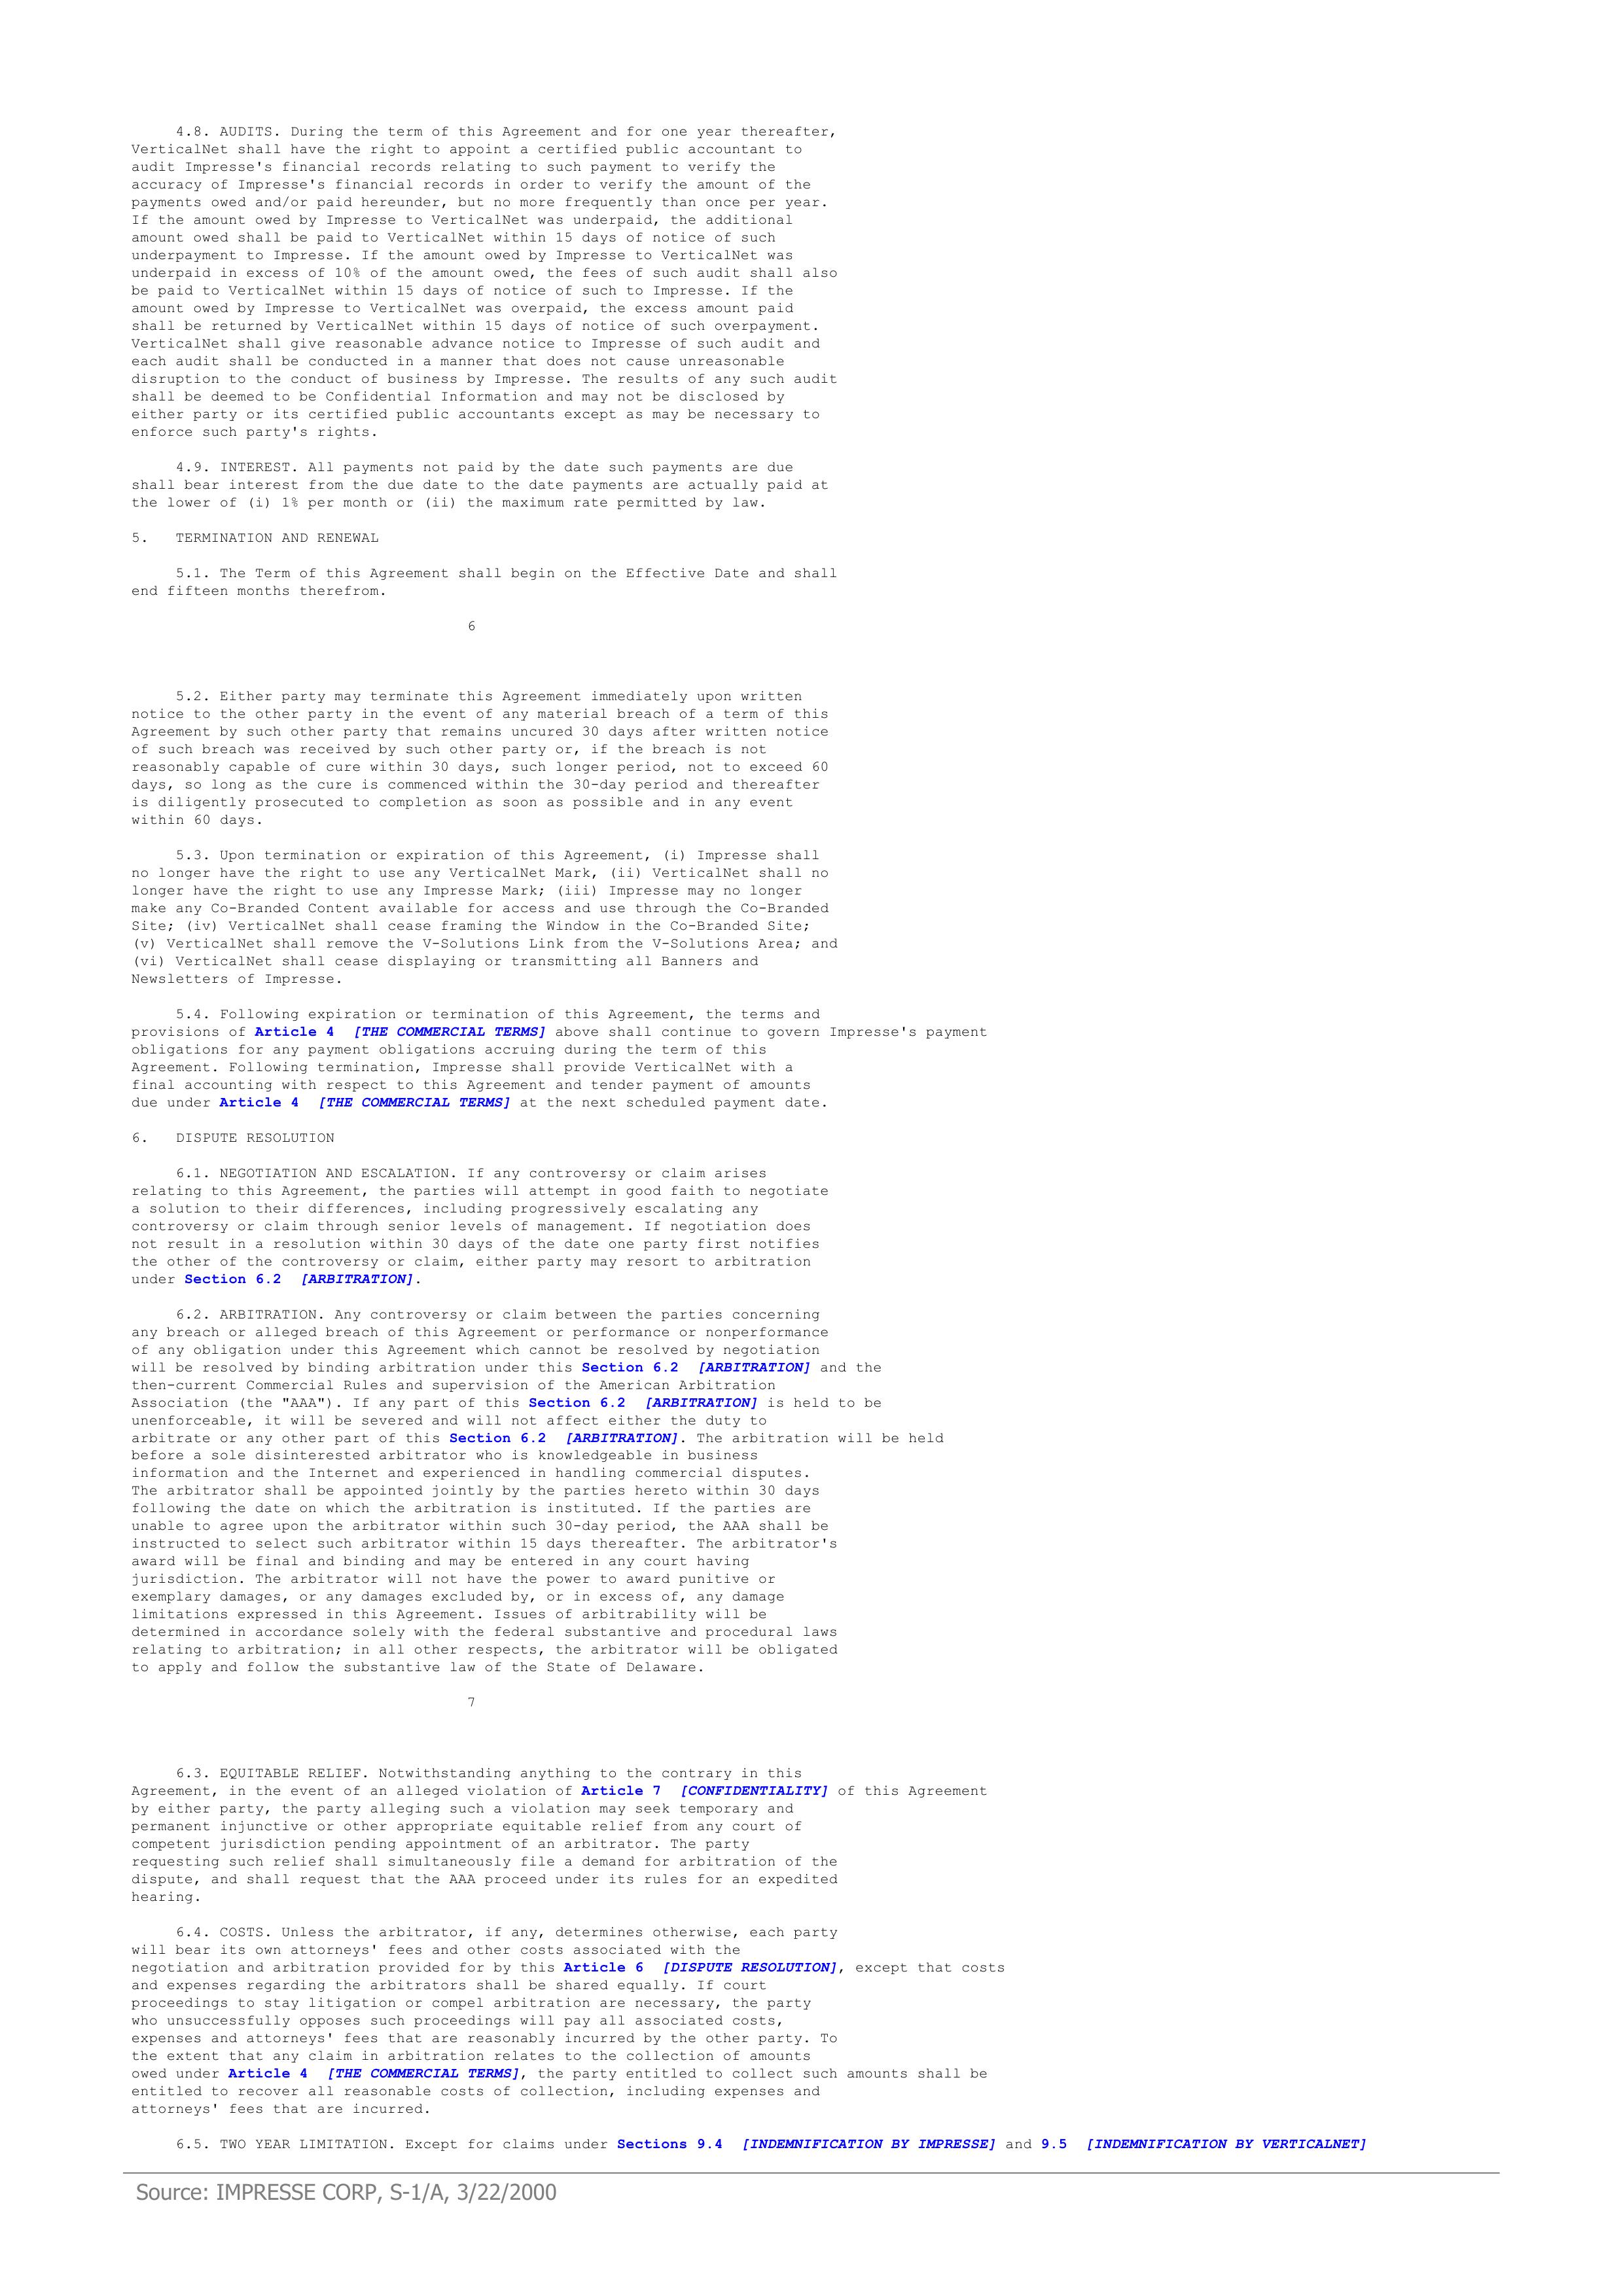 4.8. AUDITS. During the term of this Agreement and for one year thereafter,
VerticalNet shall have the right to appoint a certified public accountant to
audit Impresse's financial records relating to such payment to verify the
accuracy of Impresse's financial records in order to verify the amount of the
payments owed and/or paid hereunder, but no more frequently than once per year.
If the amount owed by Impresse to VerticalNet was underpaid, the additional
amount owed shall be paid to VerticalNet within 15 days of notice of such
underpayment to Impresse. If the amount owed by Impresse to VerticalNet was
underpaid in excess of 10% of the amount owed, the fees of such audit shall also
be paid to VerticalNet within 15 days of notice of such to Impresse. If the
amount owed by Impresse to VerticalNet was overpaid, the excess amount paid
shall be returned by VerticalNet within 15 days of notice of such overpayment.
VerticalNet shall give reasonable advance notice to Impresse of such audit and
each audit shall be conducted in a manner that does not cause unreasonable
disruption to the conduct of business by Impresse. The results of any such audit
shall be deemed to be Confidential Information and may not be disclosed by
either party or its certified public accountants except as may be necessary to
enforce such party's rights.
4.9. INTEREST. All payments not paid by the date such payments are due
shall bear interest from the due date to the date payments are actually paid at
the lower of (i) 1% per month or (ii) the maximum rate permitted by law.
5. TERMINATION AND RENEWAL
5.1. The Term of this Agreement shall begin on the Effective Date and shall
end fifteen months therefrom.
6
5.2. Either party may terminate this Agreement immediately upon written
notice to the other party in the event of any material breach of a term of this
Agreement by such other party that remains uncured 30 days after written notice
of such breach was received by such other party or, if the breach is not
reasonably capable of cure within 30 days, such longer period, not to exceed 60
days, so long as the cure is commenced within the 30-day period and thereafter
is diligently prosecuted to completion as soon as possible and in any event
within 60 days.
5.3. Upon termination or expiration of this Agreement, (i) Impresse shall
no longer have the right to use any VerticalNet Mark, (ii) VerticalNet shall no
longer have the right to use any Impresse Mark; (iii) Impresse may no longer
make any Co-Branded Content available for access and use through the Co-Branded
Site; (iv) VerticalNet shall cease framing the Window in the Co-Branded Site;
(v) VerticalNet shall remove the V-Solutions Link from the V-Solutions Area; and
(vi) VerticalNet shall cease displaying or transmitting all Banners and
Newsletters of Impresse.
5.4. Following expiration or termination of this Agreement, the terms and
provisions of Article 4 [THE COMMERCIAL TERMS] above shall continue to govern Impresse's payment
obligations for any payment obligations accruing during the term of this
Agreement. Following termination, Impresse shall provide VerticalNet with a
final accounting with respect to this Agreement and tender payment of amounts
due under Article 4 [THE COMMERCIAL TERMS] at the next scheduled payment date.
6. DISPUTE RESOLUTION
6.1. NEGOTIATION AND ESCALATION. If any controversy or claim arises
relating to this Agreement, the parties will attempt in good faith to negotiate
a solution to their differences, including progressively escalating any
controversy or claim through senior levels of management. If negotiation does
not result in a resolution within 30 days of the date one party first notifies
the other of the controversy or claim, either party may resort to arbitration
under Section 6.2 [ARBITRATION].
6.2. ARBITRATION. Any controversy or claim between the parties concerning
any breach or alleged breach of this Agreement or performance or nonperformance
of any obligation under this Agreement which cannot be resolved by negotiation
will be resolved by binding arbitration under this Section 6.2 [ARBITRATION] and the
then-current Commercial Rules and supervision of the American Arbitration
Association (the "AAA"). If any part of this Section 6.2 [ARBITRATION] is held to be
unenforceable, it will be severed and will not affect either the duty to
arbitrate or any other part of this Section 6.2 [ARBITRATION]. The arbitration will be held
before a sole disinterested arbitrator who is knowledgeable in business
information and the Internet and experienced in handling commercial disputes.
The arbitrator shall be appointed jointly by the parties hereto within 30 days
following the date on which the arbitration is instituted. If the parties are
unable to agree upon the arbitrator within such 30-day period, the AAA shall be
instructed to select such arbitrator within 15 days thereafter. The arbitrator's
award will be final and binding and may be entered in any court having
jurisdiction. The arbitrator will not have the power to award punitive or
exemplary damages, or any damages excluded by, or in excess of, any damage
limitations expressed in this Agreement. Issues of arbitrability will be
determined in accordance solely with the federal substantive and procedural laws
relating to arbitration; in all other respects, the arbitrator will be obligated
to apply and follow the substantive law of the State of Delaware.
7
6.3. EQUITABLE RELIEF. Notwithstanding anything to the contrary in this
Agreement, in the event of an alleged violation of Article 7 [CONFIDENTIALITY] of this Agreement
by either party, the party alleging such a violation may seek temporary and
permanent injunctive or other appropriate equitable relief from any court of
competent jurisdiction pending appointment of an arbitrator. The party
requesting such relief shall simultaneously file a demand for arbitration of the
dispute, and shall request that the AAA proceed under its rules for an expedited
hearing.
6.4. COSTS. Unless the arbitrator, if any, determines otherwise, each party
will bear its own attorneys' fees and other costs associated with the
negotiation and arbitration provided for by this Article 6 [DISPUTE RESOLUTION], except that costs
and expenses regarding the arbitrators shall be shared equally. If court
proceedings to stay litigation or compel arbitration are necessary, the party
who unsuccessfully opposes such proceedings will pay all associated costs,
expenses and attorneys' fees that are reasonably incurred by the other party. To
the extent that any claim in arbitration relates to the collection of amounts
owed under Article 4 [THE COMMERCIAL TERMS], the party entitled to collect such amounts shall be
entitled to recover all reasonable costs of collection, including expenses and
attorneys' fees that are incurred.
6.5. TWO YEAR LIMITATION. Except for claims under Sections 9.4 [INDEMNIFICATION BY IMPRESSE] and 9.5 [INDEMNIFICATION BY VERTICALNET]
Source: IMPRESSE CORP, S-1/A, 3/22/2000